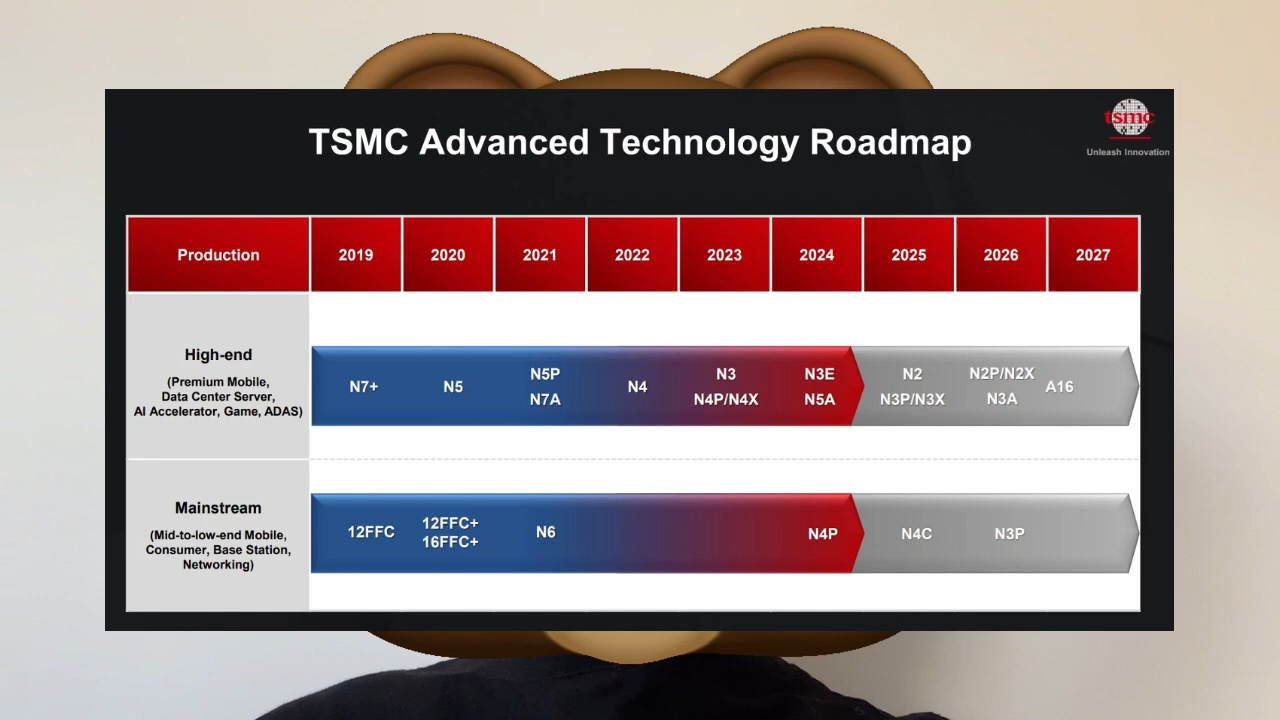 TSMC Advanced Technology Roadmap
tsmc
Unleash Innovation
Production 2019 2020 2021 2022 2023 2024 2025 2026 2027
High-end
(Premium Mobile,
Data Center Server,
AI Accelerator, Game, ADAS)
N7+ N5 N5P N4 N3 N3E N2 N2P/N2X A16
N7A N4P/N4X N5A N3P/N3X N3A
Mainstream
(Mid-to-low-end Mobile,
Consumer, Base Station,
Networking)
12FFC 12FFC+ N6 N4P N4C N3P
16FFC+